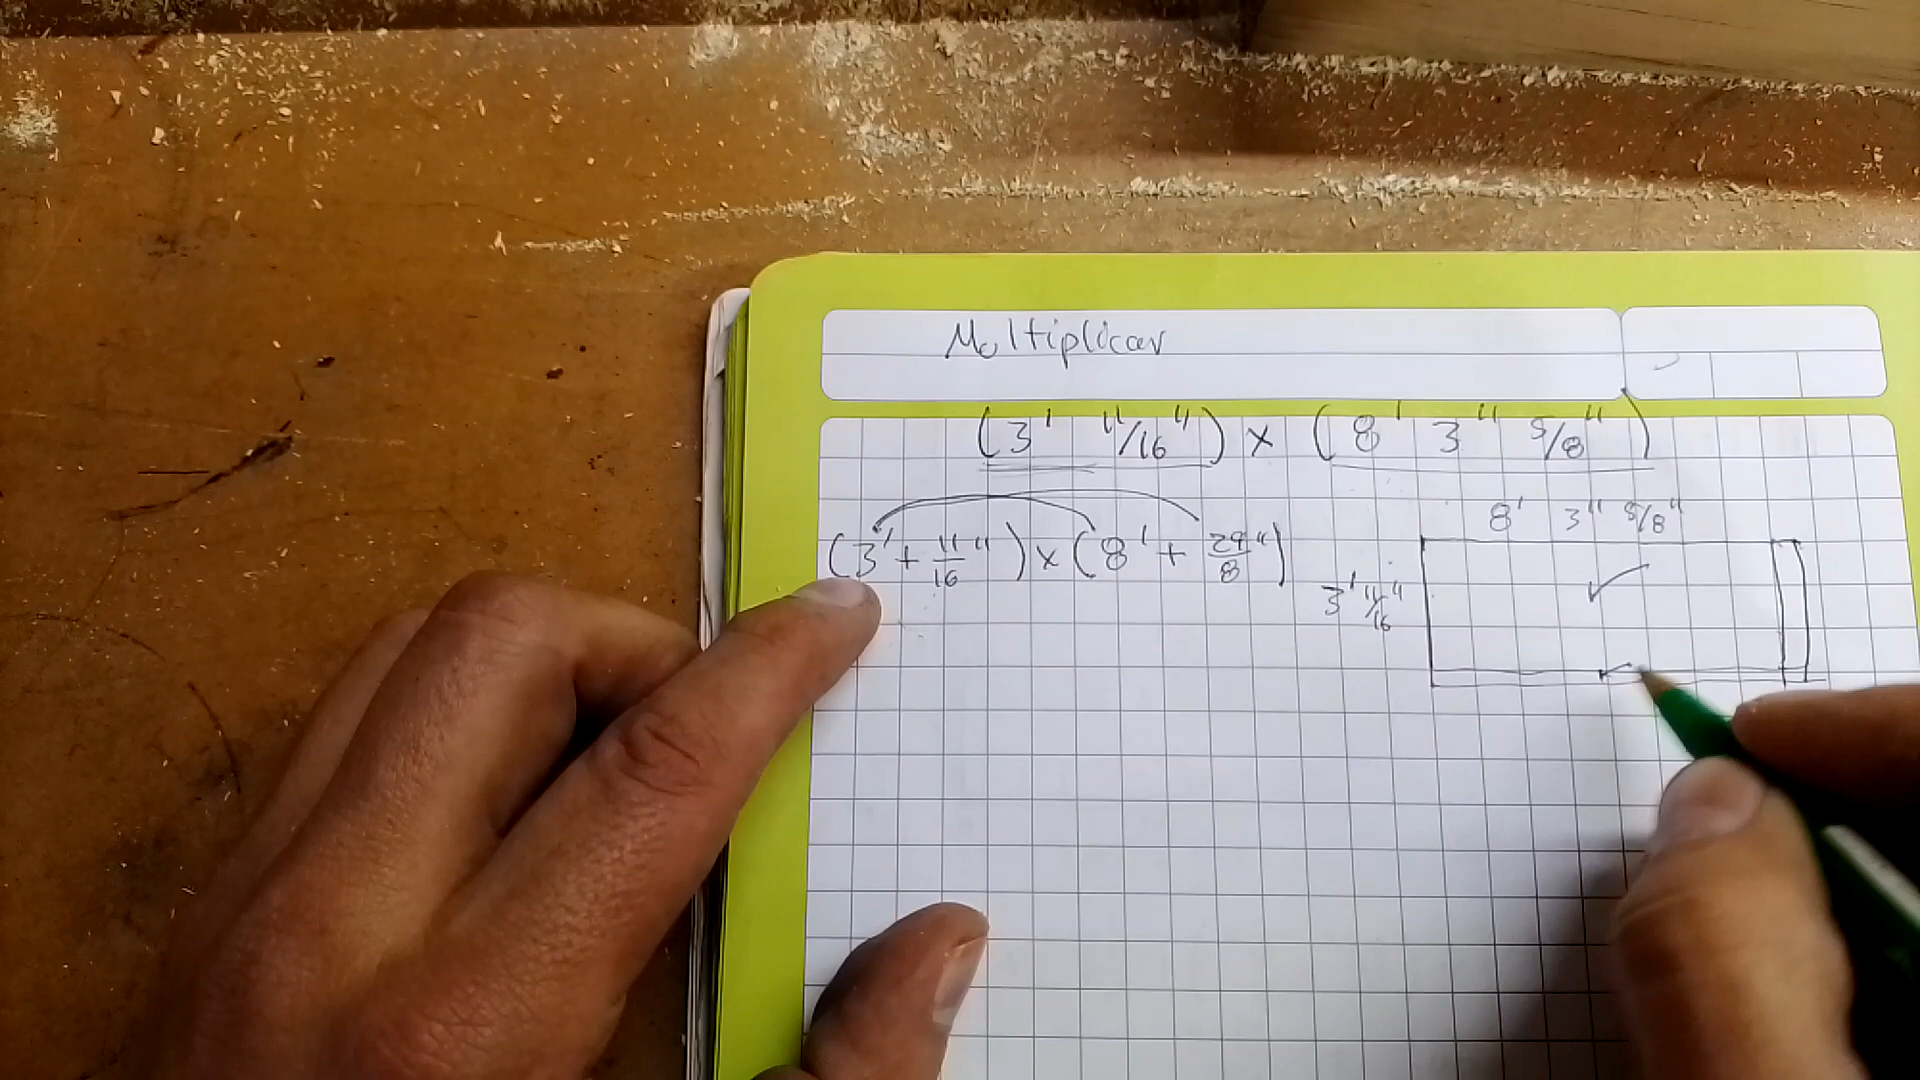 Multiplicar
(3' 11/16") x (8' 3" 5/8")
8' 3" 5/8"
(3' + 11/16") x (8' + 29/8")
3' 11/16"